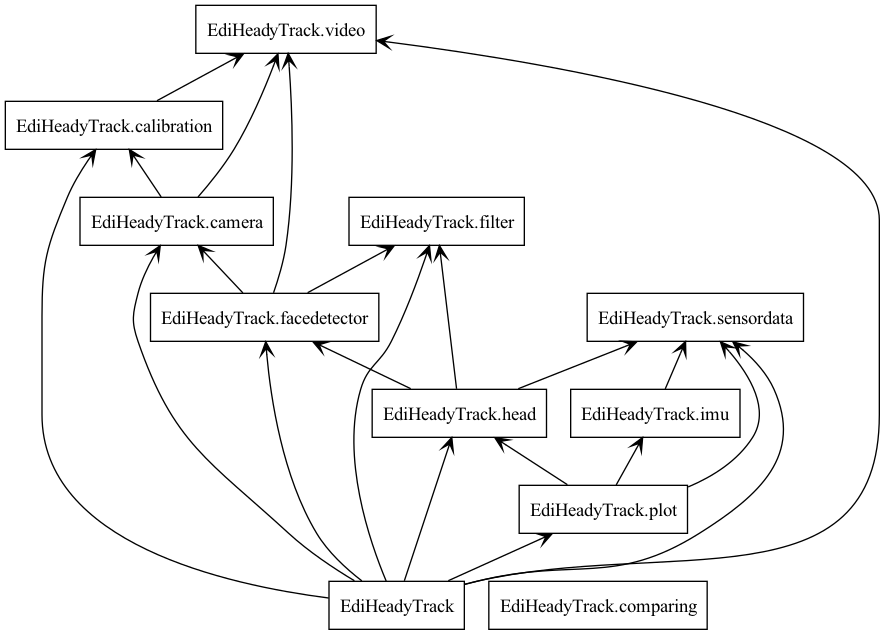 EdiHeadyTrack.video
EdiHeadyTrack.calibration
EdiHeadyTrack.camera
EdiHeadyTrack.filter
EdiHeadyTrack.facedetector
EdiHeadyTrack.sensordata
EdiHeadyTrack.head
EdiHeadyTrack.imu
EdiHeadyTrack.plot
EdiHeadyTrack
EdiHeadyTrack.comparing